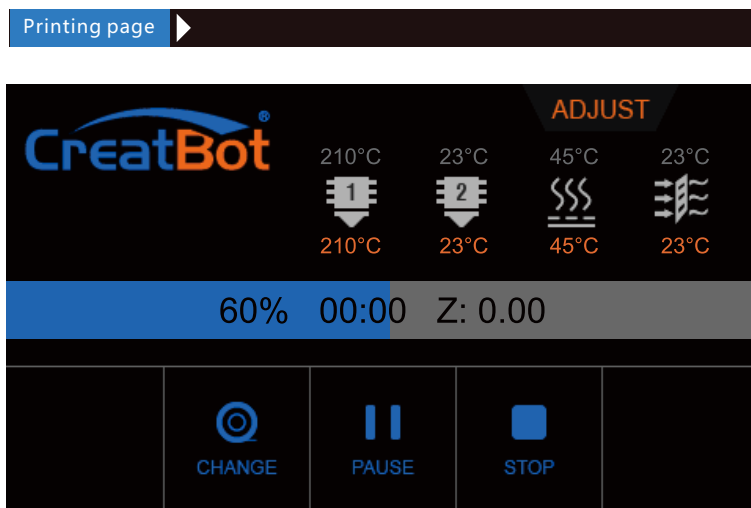 Printing page
ADJUST
CreatBot®
210°C 23°C 45°C 23°C
1 2
210°C 23°C 45°C 23°C
60% 00:00 Z: 0.00
CHANGE PAUSE STOP